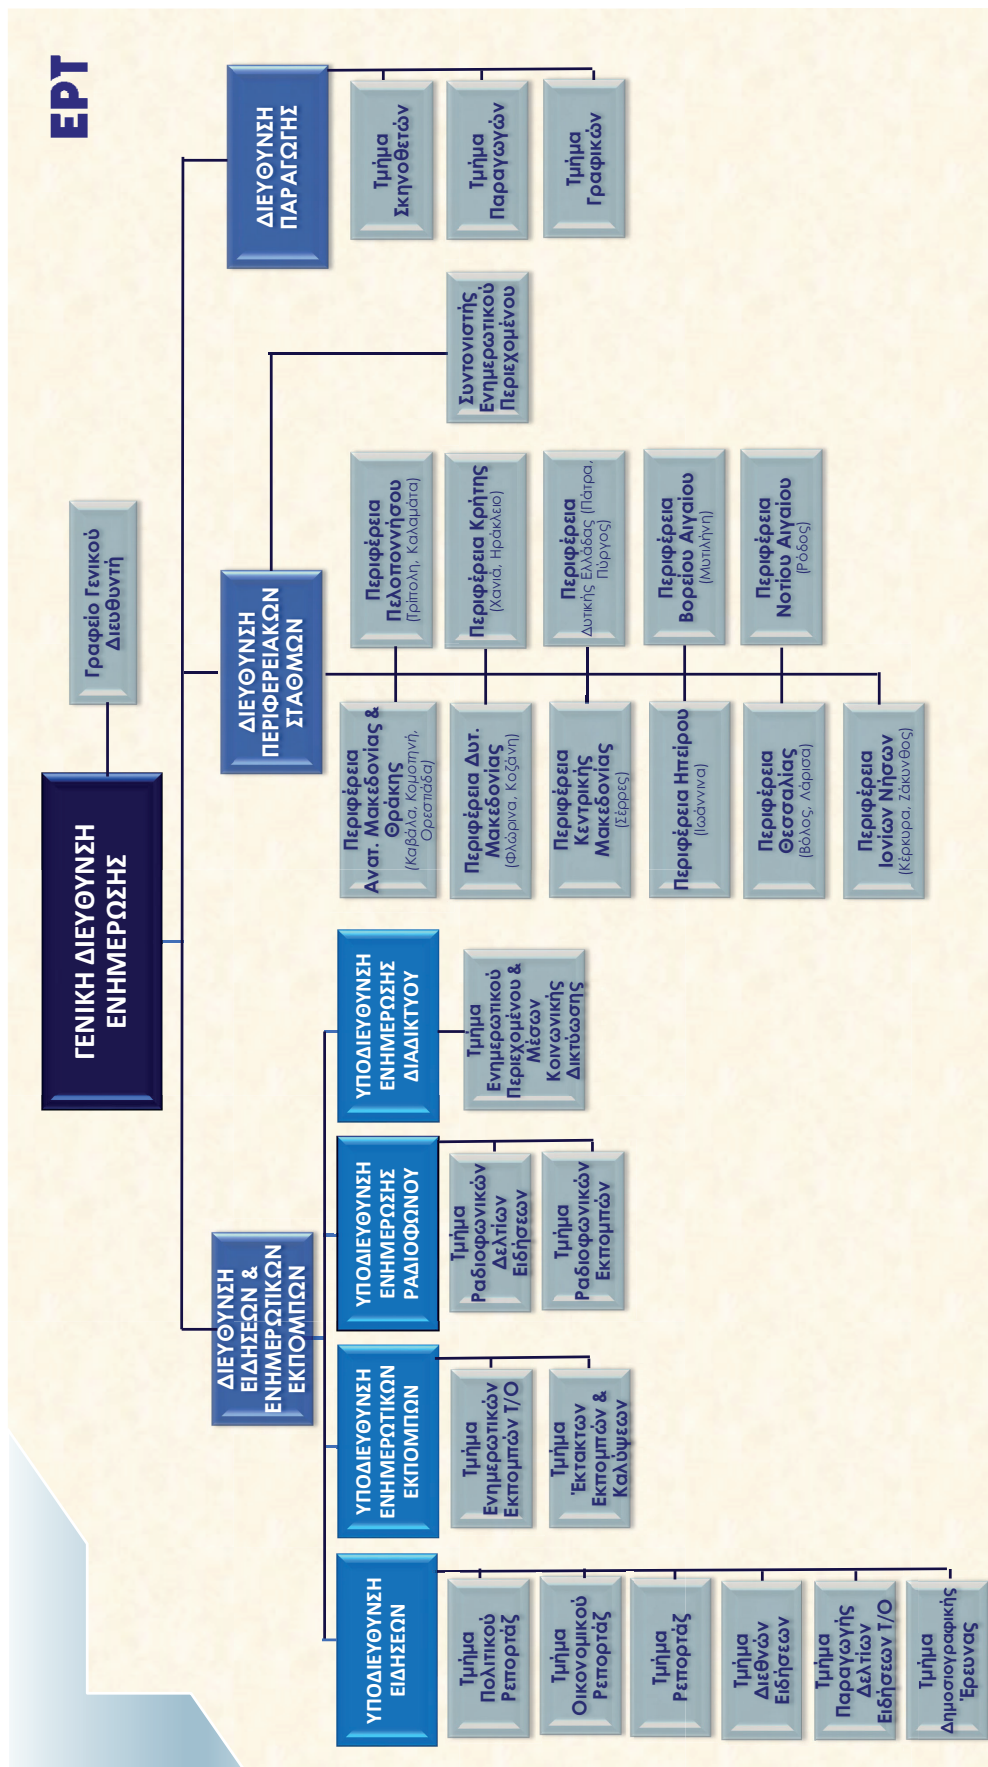 ΕΡΤ
ΓΕΝΙΚΗ ΔΙΕΥΘΥΝΣΗ
ΕΝΗΜΕΡΩΣΗΣ
Γραφείο Γενικού
Διευθυντή
ΔΙΕΥΘΥΝΣΗ
ΕΙΔΗΣΕΩΝ &
ΕΝΗΜΕΡΩΤΙΚΩΝ
ΕΚΠΟΜΠΩΝ
ΥΠΟΔΙΕΥΘΥΝΣΗ
ΕΙΔΗΣΕΩΝ
Τμήμα
Πολιτικού
Ρεπορτάζ
Τμήμα
Οικονομικού
Ρεπορτάζ
Τμήμα
Ρεπορτάζ
Τμήμα
Διεθνών
Ειδήσεων
Τμήμα
Παραγωγής
Δελτίων
Ειδήσεων Τ/Ο
Τμήμα
Δημοσιογραφικής
Έρευνας
ΥΠΟΔΙΕΥΘΥΝΣΗ
ΕΝΗΜΕΡΩΤΙΚΩΝ
ΕΚΠΟΜΠΩΝ
Τμήμα
Ενημερωτικών
Εκπομπών Τ/Ο
Τμήμα
Έκτακτων
Εκπομπών &
Καλύψεων
ΥΠΟΔΙΕΥΘΥΝΣΗ
ΕΝΗΜΕΡΩΣΗΣ
ΡΑΔΙΟΦΩΝΟΥ
Τμήμα
Ραδιοφωνικών
Δελτίων
Ειδήσεων
Τμήμα
Ραδιοφωνικών
Εκπομπών
ΥΠΟΔΙΕΥΘΥΝΣΗ
ΕΝΗΜΕΡΩΣΗΣ
ΔΙΑΔΙΚΤΥΟΥ
Τμήμα
Ενημερωτικού
Περιεχομένου &
Μέσων
Κοινωνικής
Δικτύωσης
ΔΙΕΥΘΥΝΣΗ
ΠΕΡΙΦΕΡΕΙΑΚΩΝ
ΣΤΑΘΜΩΝ
Περιφέρεια
Ανατ. Μακεδονίας &
Θράκης
(Καβάλα, Κομοτηνή,
Ορεστιάδα)
Περιφέρεια Δυτ.
Μακεδονίας
(Φλώρινα, Κοζάνη)
Περιφέρεια
Κεντρικής
Μακεδονίας
(Σέρρες)
Περιφέρεια Ηπείρου
(Ιωάννινα)
Περιφέρεια
Θεσσαλίας
(Βόλος, Λάρισα)
Περιφέρεια
Ιονίων Νήσων
(Κέρκυρα, Ζάκυνθος)
Περιφέρεια
Πελοποννήσου
(Τρίπολη, Καλαμάτα)
Περιφέρεια Κρήτης
(Χανιά, Ηράκλειο)
Περιφέρεια
Δυτικής Ελλάδας (Πάτρα,
Πύργος)
Περιφέρεια
Βορείου Αιγαίου
(Μυτιλήνη)
Περιφέρεια
Νοτίου Αιγαίου
(Ρόδος)
Συντονιστής
Ενημερωτικού
Περιεχομένου
ΔΙΕΥΘΥΝΣΗ
ΠΑΡΑΓΩΓΗΣ
Τμήμα
Σκηνοθετών
Τμήμα
Παραγωγών
Τμήμα
Γραφικών